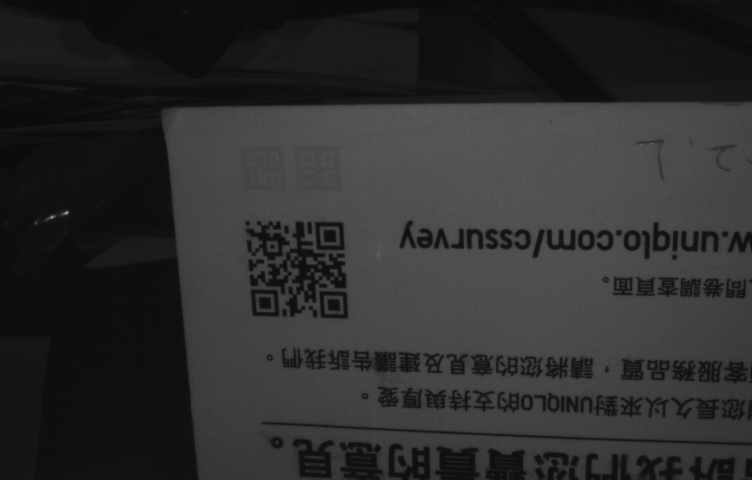 訴我們您寶貴的意見。
您長久以來對UNIQLO的支持與厚愛。
客服務品質，請將您的意見及建議告訴我們。
問卷調查頁面。
w.uniqlo.com/cssurvey